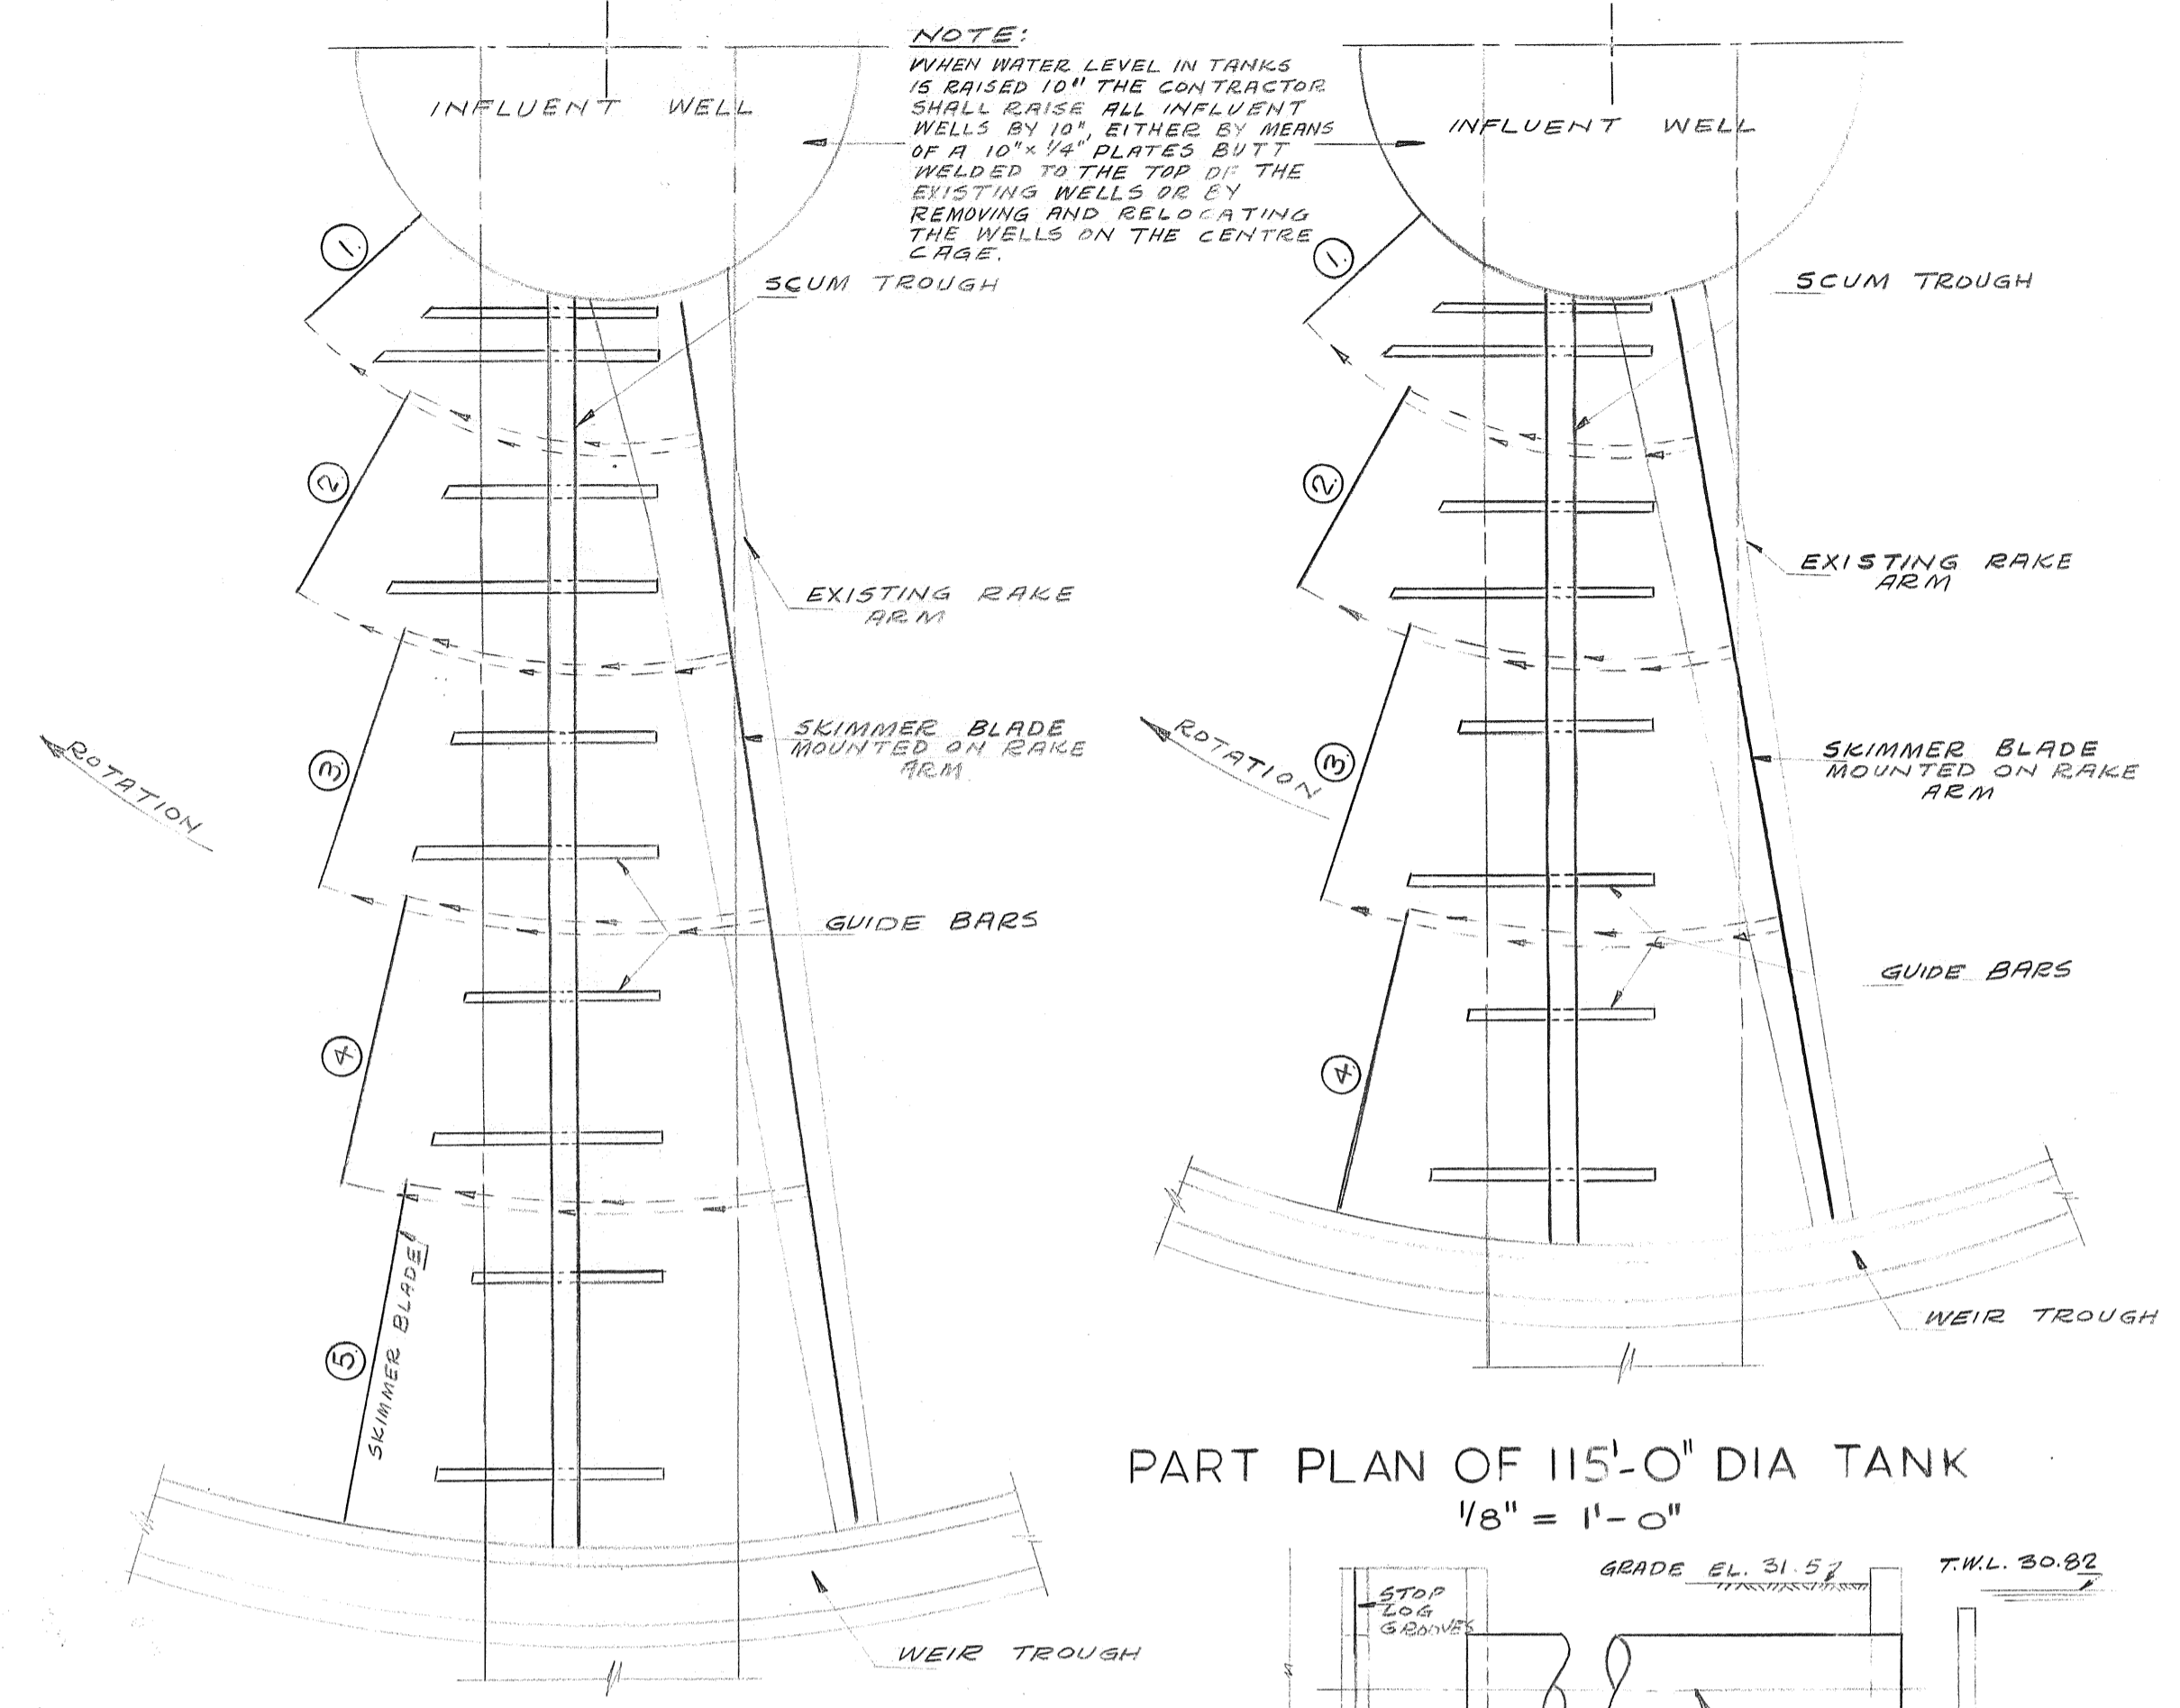 INFLUENT WELL
NOTE:
WHEN WATER LEVEL IN TANKS
IS RAISED 10" THE CONTRACTOR
SHALL RAISE ALL INFLUENT
WELLS BY 10", EITHER BY MEANS
OF A 10"x 1/4" PLATES BUTT
WELDED TO THE TOP OF THE
EXISTING WELLS OR BY
REMOVING AND RELOCATING
THE WELLS ON THE CENTRE
CAGE.
1.
SCUM TROUGH
2.
EXISTING RAKE
ARM
3.
SKIMMER BLADE
MOUNTED ON RAKE
ARM.
ROTATION
GUIDE BARS
4
5.
SKIMMER BLADE
WEIR TROUGH
INFLUENT WELL
1.
SCUM TROUGH
2.
EXISTING RAKE
ARM
ROTATION
3.
SKIMMER BLADE
MOUNTED ON RAKE
ARM
GUIDE BARS
4.
WEIR TROUGH
PART PLAN OF 115'-0" DIA TANK
1/8" = 1'-0"
STOP
LOG
GROOVES
GRADE EL. 31.57
T.W.L. 30.82